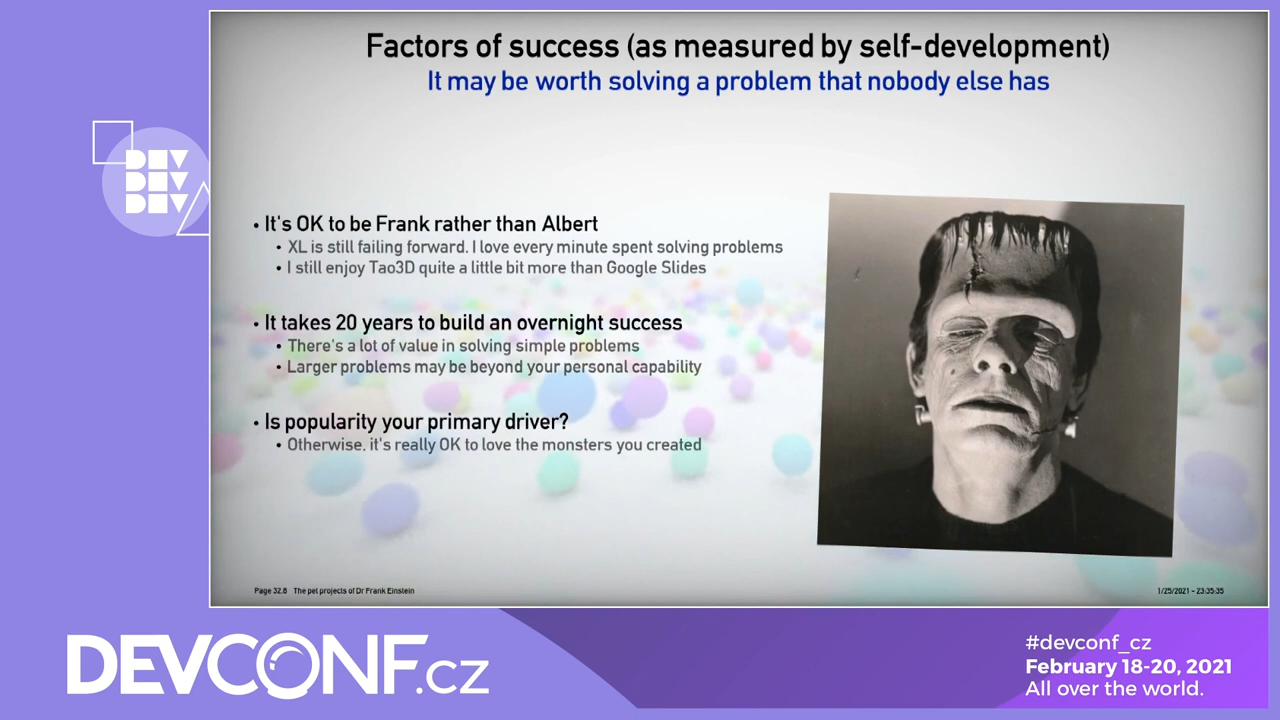 Factors of success (as measured by self-development)
It may be worth solving a problem that nobody else has
DEV
DEV
DEV
• It's OK to be Frank rather than Albert
• XL is still failing forward. I love every minute spent solving problems
• I still enjoy Tao3D quite a little bit more than Google Slides
• It takes 20 years to build an overnight success
• There's a lot of value in solving simple problems
• Larger problems may be beyond your personal capability
• Is popularity your primary driver?
• Otherwise, it's really OK to love the monsters you created
Page 32.8 The pet projects of Dr Frank Einstein
1/25/2021 - 23:35:35
DEVCONF.cz
#devconf_cz
February 18-20, 2021
All over the world.